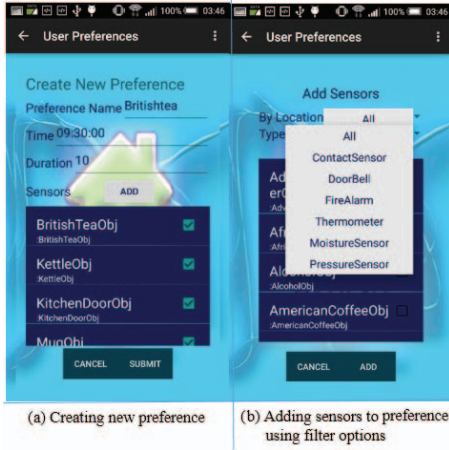 100% 03:46
User Preferences
Create New Preference
Preference Name Britishtea
Time 09:30:00
Duration 10
Sensors ADD
BritishTeaObj
:BritishTeaObj
KettleObj
:KettleObj
KitchenDoorObj
:KitchenDoorObj
MugObj
CANCEL SUBMIT
(a) Creating new preference
100% 03:46
User Preferences
Add Sensors
By Location All
Type
All
ContactSensor
DoorBell
FireAlarm
Thermometer
MoistureSensor
PressureSensor
:AlcoholObj
AmericanCoffeeObj
:AmericanCoffeeObj
CANCEL ADD
(b) Adding sensors to preference
using filter options